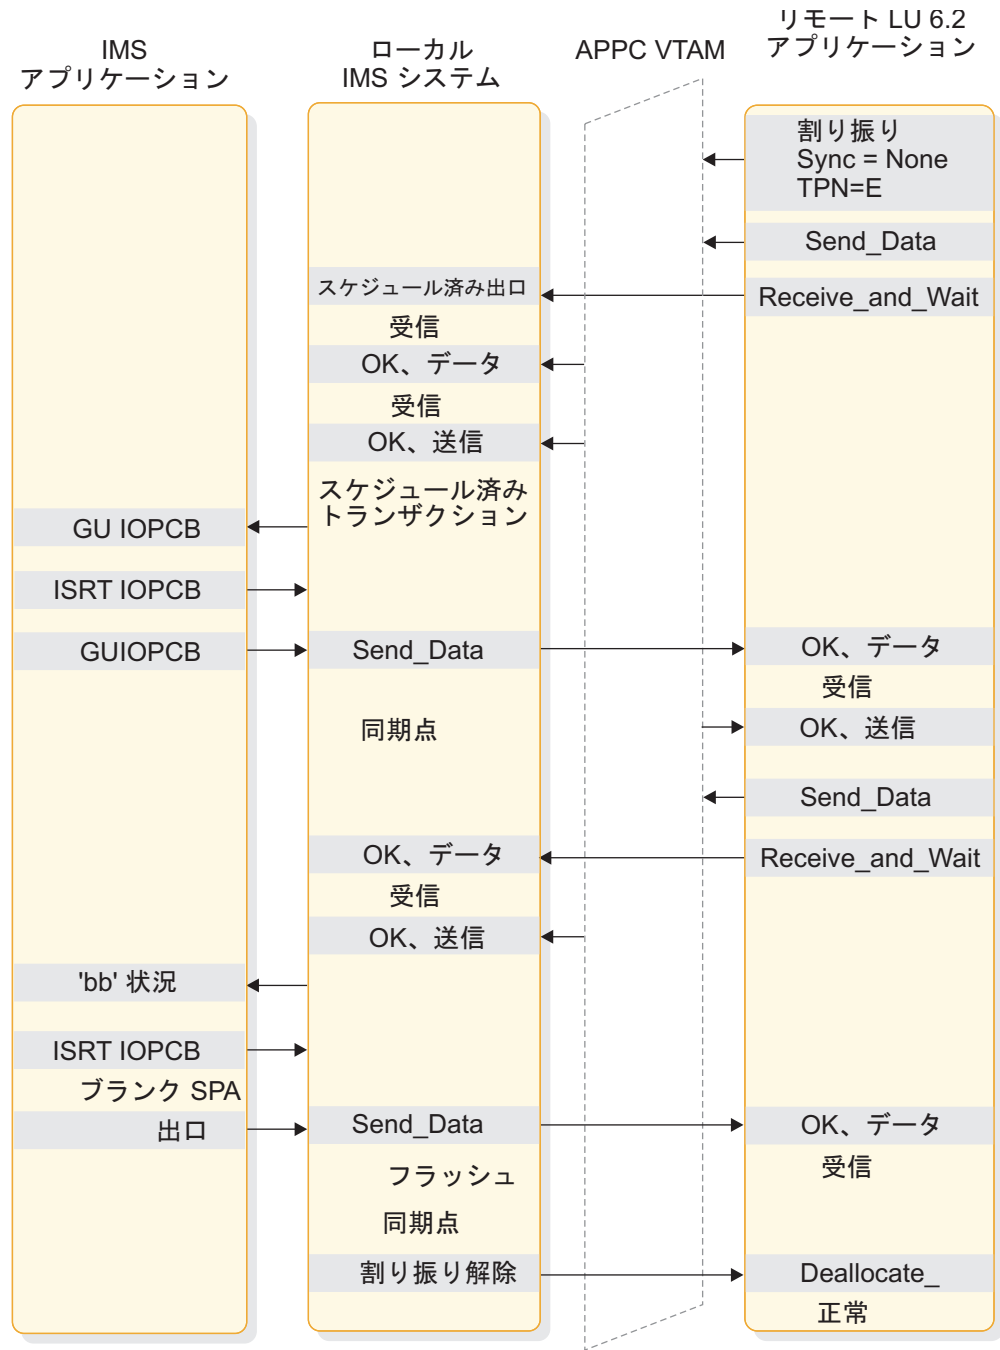 IMS
アプリケーション
ローカル
IMS システム
APPC VTAM
リモート LU 6.2
アプリケーション
割り振り
Sync = None
TPN=E
Send_Data
スケジュール済み出口
Receive_and_Wait
受信
OK、データ
受信
OK、送信
スケジュール済み
トランザクション
GU IOPCB
ISRT IOPCB
GUIOPCB
Send_Data
OK、データ
受信
同期点
OK、送信
Send_Data
OK、データ
Receive_and_Wait
受信
OK、送信
'bb' 状況
ISRT IOPCB
ブランク SPA
出口
Send_Data
OK、データ
フラッシュ
受信
同期点
割り振り解除
Deallocate_
正常